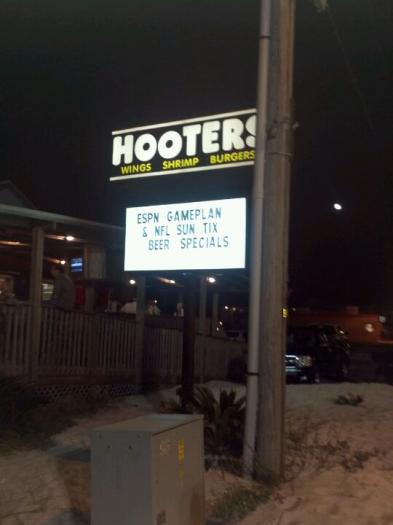 HOOTERS
WINGS SHRIMP BURGERS
ESPN GAMEPLAN
& NFL SUN TIX
BEER SPECIALS